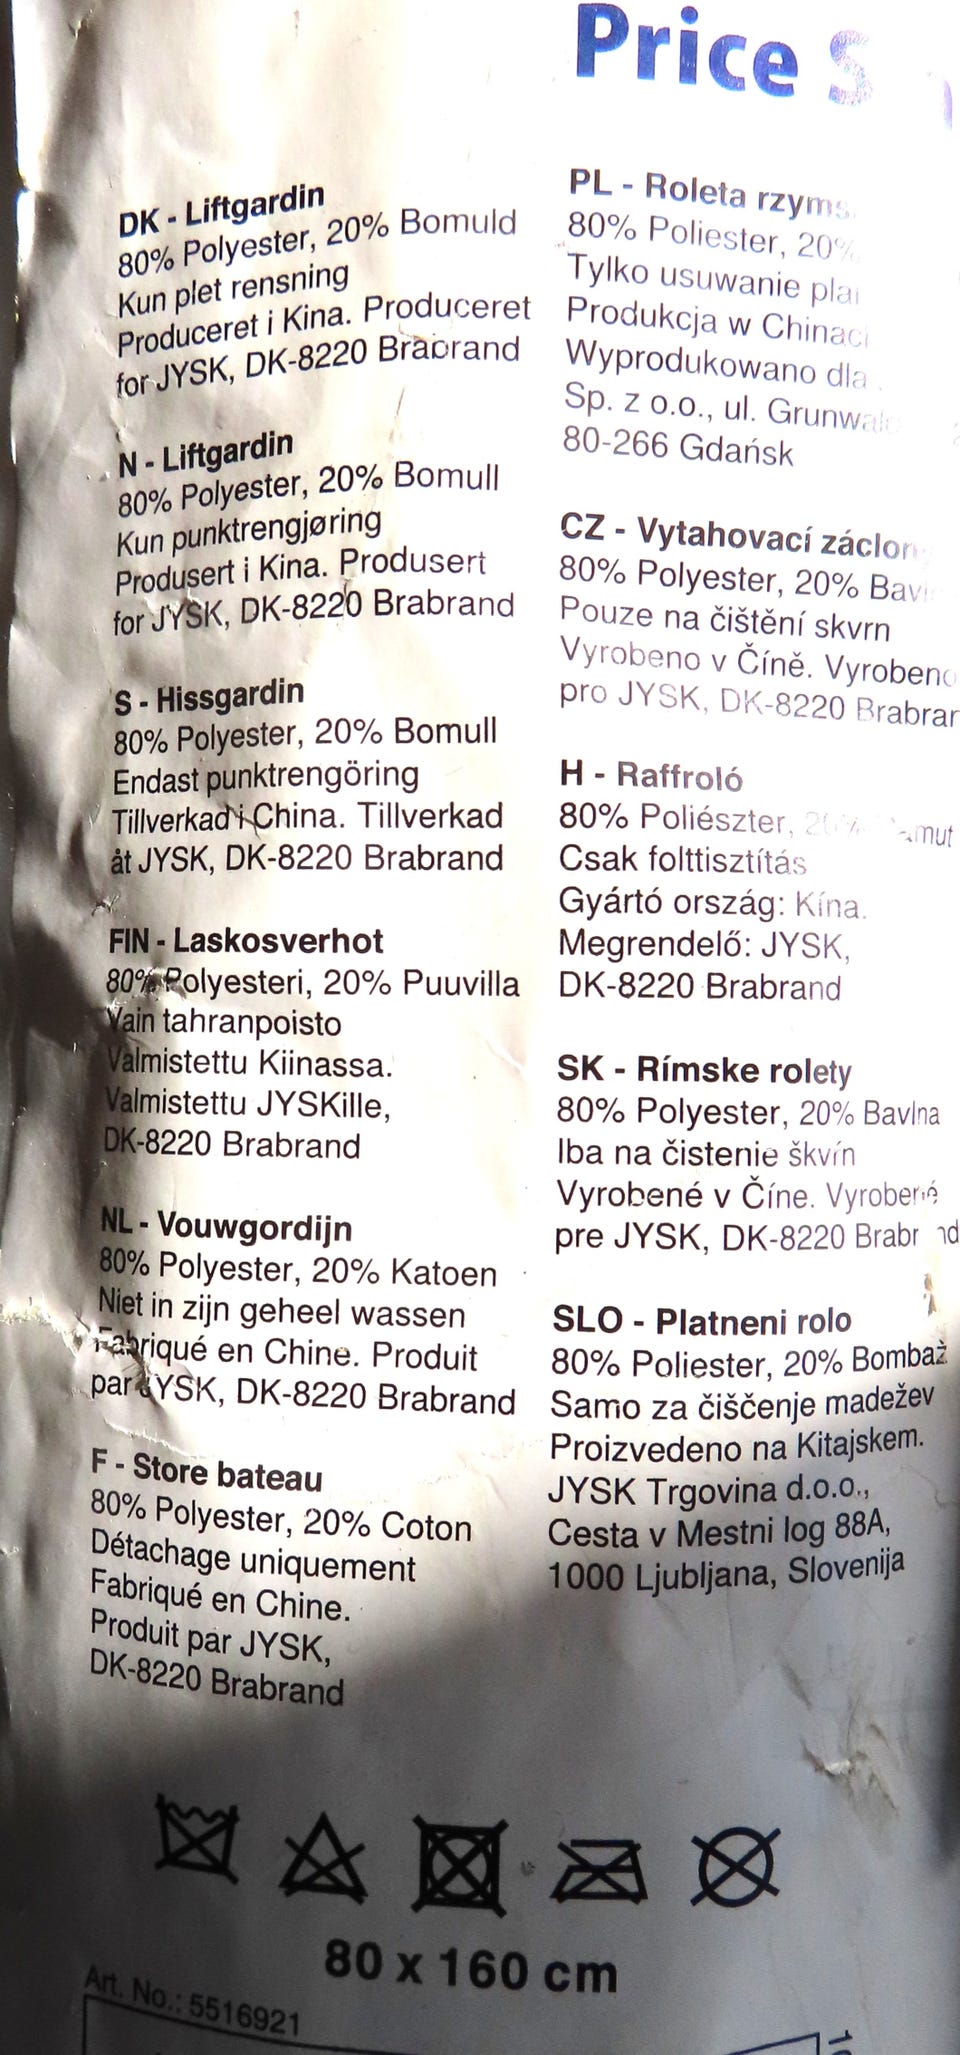 Price
DK - Liftgardin
80% Polyester, 20% Bomuld
Kun plet rensning
Produceret i Kina. Produceret
for JYSK, DK-8220 Brabrand
N - Liftgardin
80% Polyester, 20% Bomull
Kun punktrengjøring
Produsert i Kina. Produsert
for JYSK, DK-8220 Brabrand
S - Hissgardin
80% Polyester, 20% Bomull
Endast punktrengöring
Tillverkad i China. Tillverkad
åt JYSK, DK-8220 Brabrand
FIN - Laskosverhot
80% Polyesteri, 20% Puuvilla
Vain tahranpoisto
Valmistettu Kiinassa.
Valmistettu JYSKille,
DK-8220 Brabrand
NL - Vouwgordijn
80% Polyester, 20% Katoen
Niet in zijn geheel wassen
Fabriqué en Chine. Produit
par JYSK, DK-8220 Brabrand
F - Store bateau
80% Polyester, 20% Coton
Détachage uniquement
Fabriqué en Chine.
Produit par JYSK,
DK-8220 Brabrand
PL - Roleta
80% Poliester, 20%
Tylko usuwanie
Produkcja w
Wyprodukowano dla
Sp. z o.o., ul.
80-266 Gdańsk
CZ - Vytahovací
80% Polyester, 20%
Pouze na čištění skvrn
Vyrobeno v Číně. Vyrobeno
pro JYSK, DK-8220
H - Raffroló
80% Poliészter, 20%
Csak folttisztítás
Gyártó ország: Kína.
Megrendelő: JYSK,
DK-8220 Brabrand
SK - Rímske rolety
80% Polyester, 20% Bavlna
Iba na čistenie škvŕn
Vyrobené v Číne. Vyrobené
pre JYSK, DK-8220
SLO - Platneni rolo
80% Poliester, 20% Bombaž
Samo za čiščenje madežev
Proizvedeno na Kitajskem.
JYSK Trgovina d.o.o.,
Cesta v Mestni log 88A,
1000 Ljubljana, Slovenija
80 x 160 cm
Art. No.: 5516921